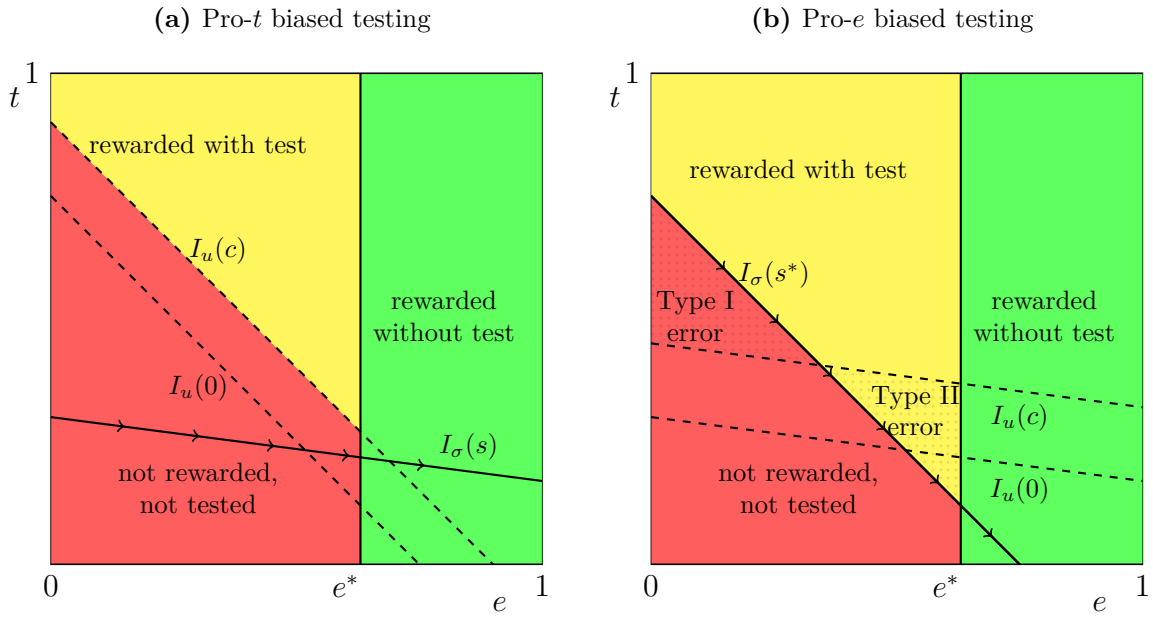 (a) Pro-t biased testing
1
t
rewarded with test
I_u(c)
rewarded
without test
I_u(0)
I_σ(s)
not rewarded,
not tested
0
e*
e
1
(b) Pro-e biased testing
1
t
rewarded with test
I_σ(s*)
Type I
error
rewarded
without test
Type II
error
I_u(c)
not rewarded,
not tested
I_u(0)
0
e*
e
1